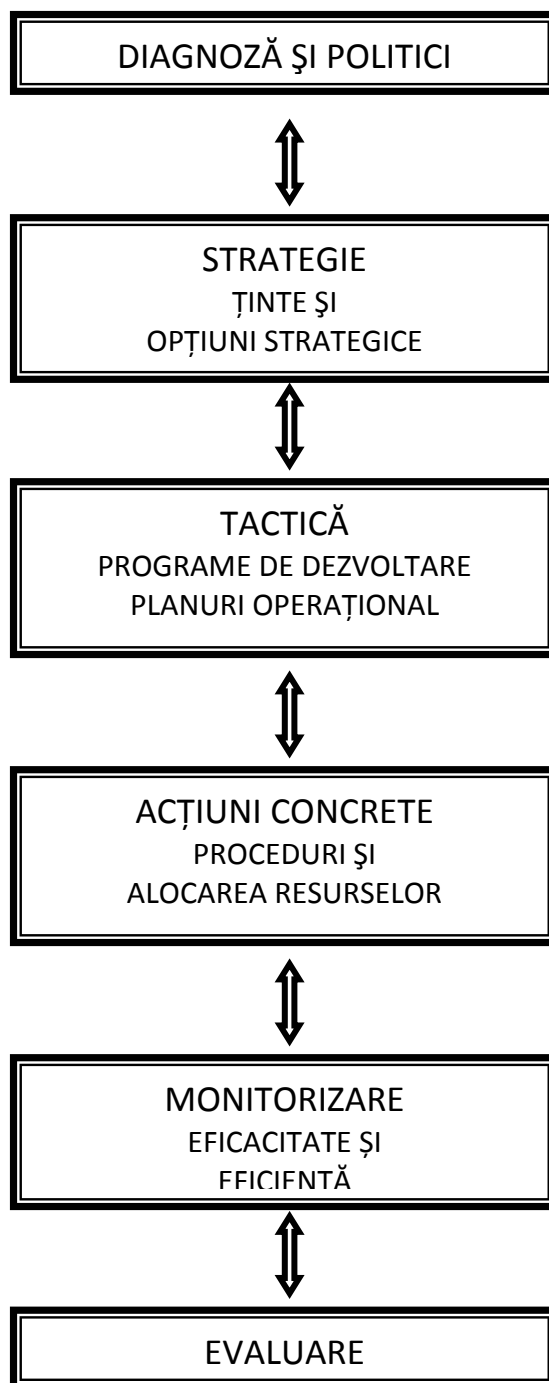 DIAGNOZĂ ŞI POLITICI
STRATEGIE
ȚINTE ŞI
OPȚIUNI STRATEGICE
TACTICĂ
PROGRAME DE DEZVOLTARE
PLANURI OPERAȚIONAL
ACȚIUNI CONCRETE
PROCEDURI ŞI
ALOCAREA RESURSELOR
MONITORIZARE
EFICACITATE ȘI
EFICIENȚĂ
EVALUARE